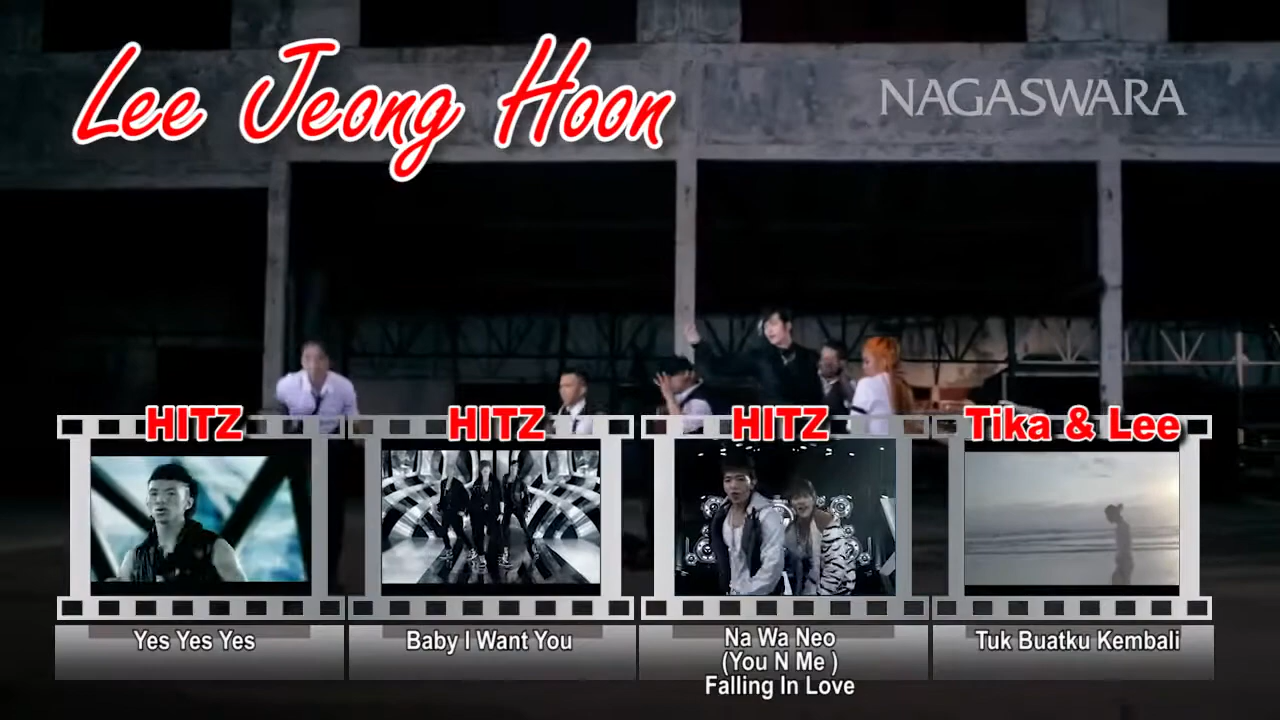 Lee Jeong Hoon
NAGASWARA
HITZ
HITZ
HITZ
Tika & Lee
Yes Yes Yes
Baby I Want You
Na Wa Neo
(You N Me )
Falling In Love
Tuk Buatku Kembali